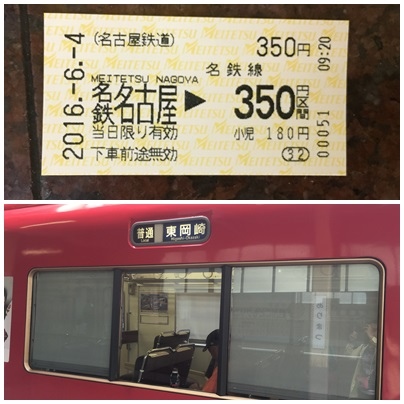 2016.-6.-4
(名古屋鉄道)
350円
MEITETSU NAGOYA
名鉄線
名鉄名古屋 ▶ 350円区間
当日限り有効
小児 180円
下車前途無効
32
09:20
00051
普通
Local
東岡崎
Higashi-Okazaki